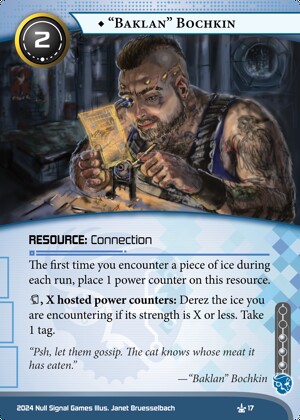 2
◆ “Baklan” Bochkin
RESOURCE: Connection
The first time you encounter a piece of ice during
each run, place 1 power counter on this resource.
, X hosted power counters: Derez the ice you
are encountering if its strength is X or less. Take
1 tag.
“Psh, let them gossip. The cat knows whose meat it
has eaten.”
—“Baklan” Bochkin
2024 Null Signal Games Illus. Janet Bruesselbach
17